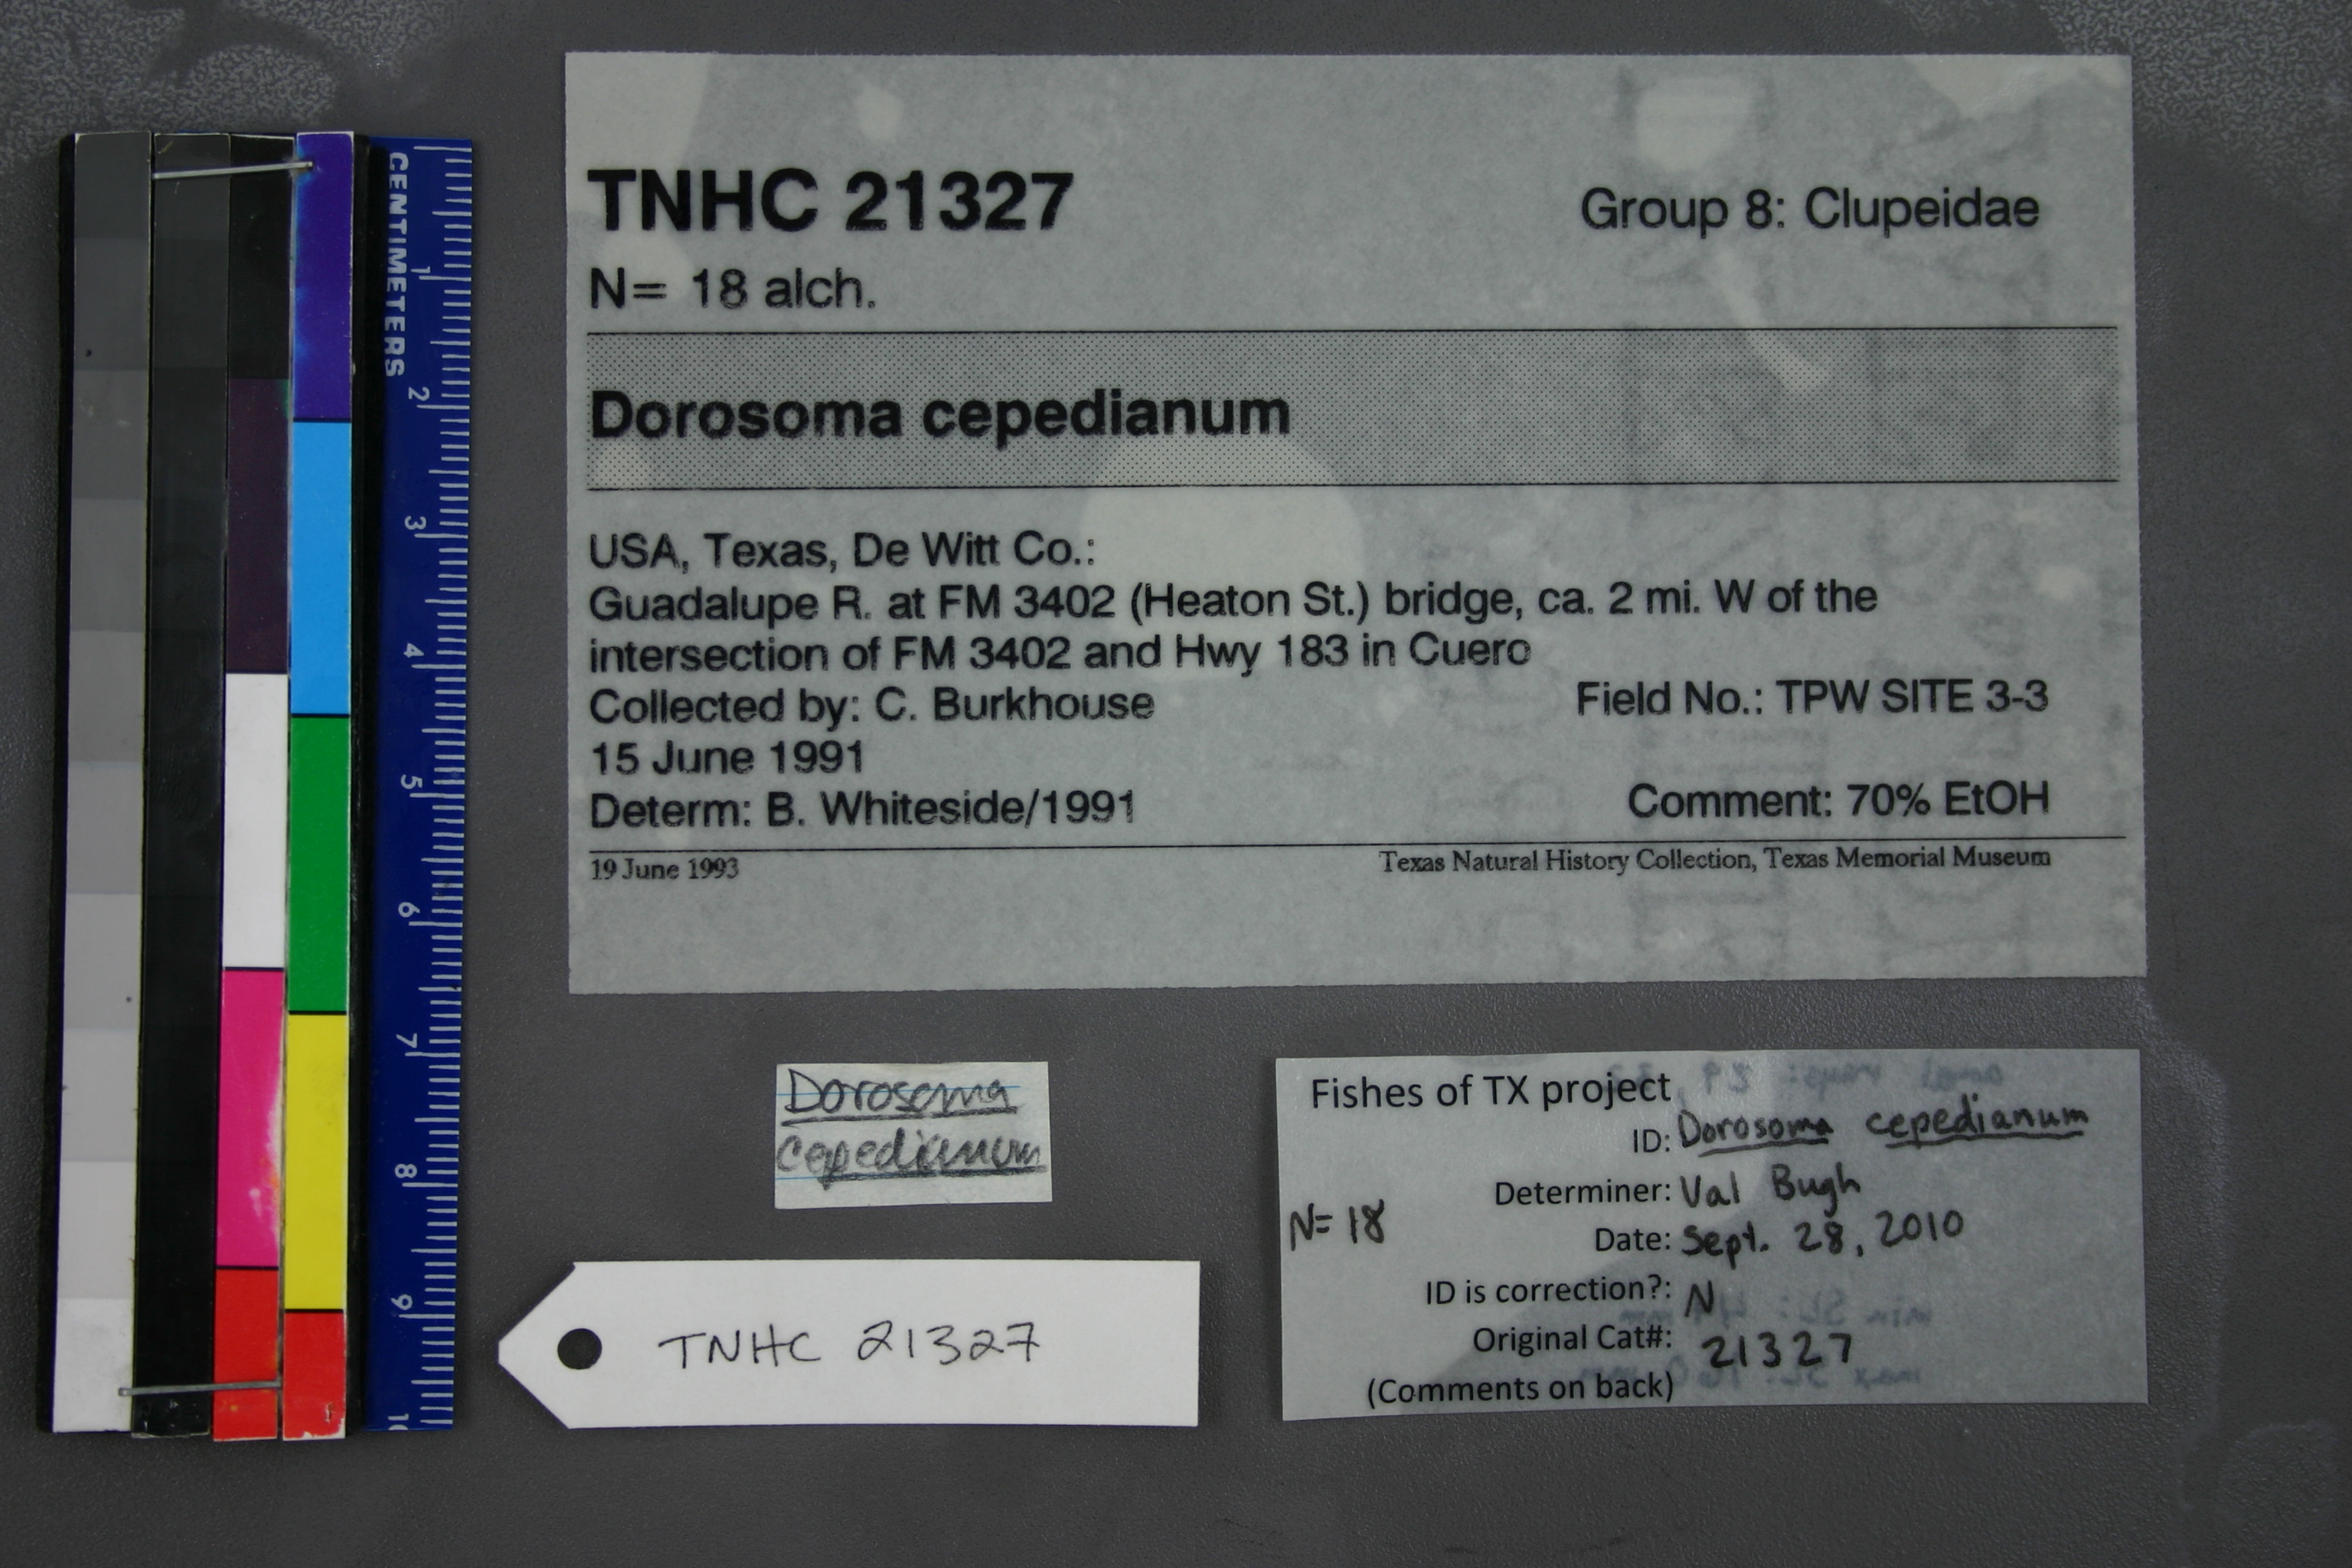 CENTIMETERS
1
2
3
4
5
6
7
8
9
TNHC 21327
Group 8: Clupeidae
N= 18 alch.
Dorosoma cepedianum
USA, Texas, De Witt Co.:
Guadalupe R. at FM 3402 (Heaton St.) bridge, ca. 2 mi. W of the
intersection of FM 3402 and Hwy 183 in Cuero
Collected by: C. Burkhouse
Field No.: TPW SITE 3-3
15 June 1991
Determ: B. Whiteside/1991
Comment: 70% EtOH
19 June 1993
Texas Natural History Collection, Texas Memorial Museum
Dorosoma
cepedianum
TNHC 21327
Fishes of TX project
ID: Dorosoma cepedianum
Determiner: Val Bugh
N=18
Date: Sept. 28, 2010
ID is correction?: N
Original Cat#: 21327
(Comments on back)